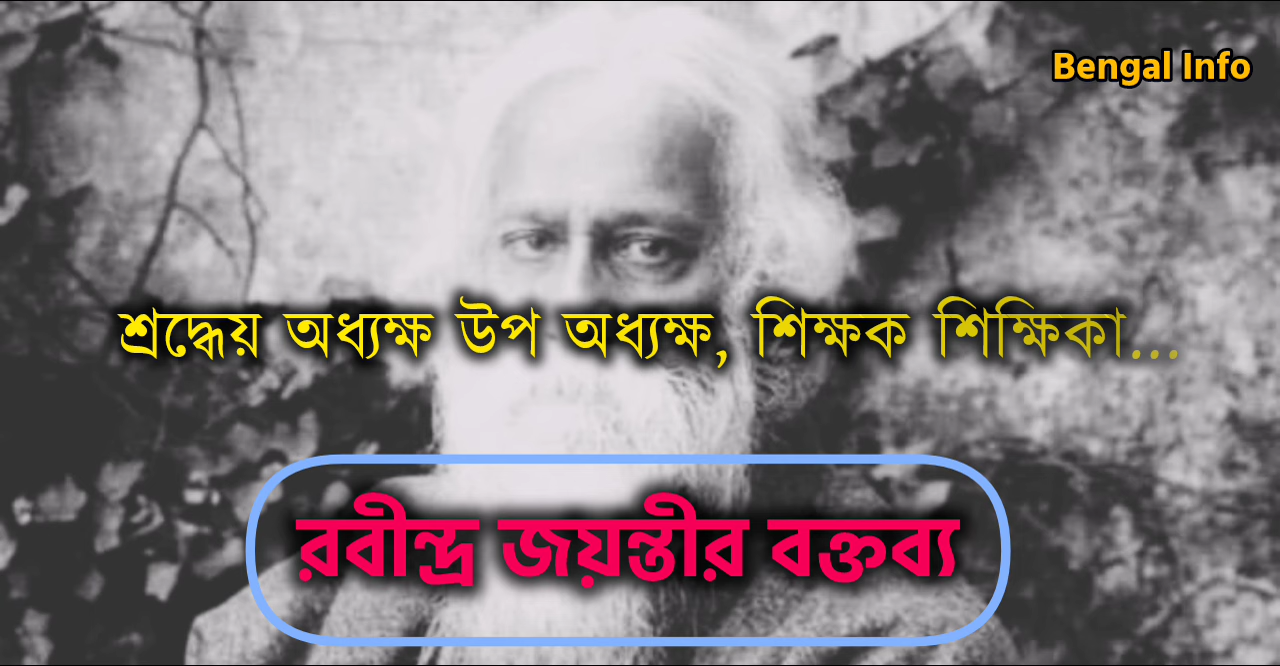 Bengal Info
শ্রদ্ধেয় অধ্যক্ষ উপ অধ্যক্ষ, শিক্ষক শিক্ষিকা...
রবীন্দ্র জয়ন্তীর বক্তব্য